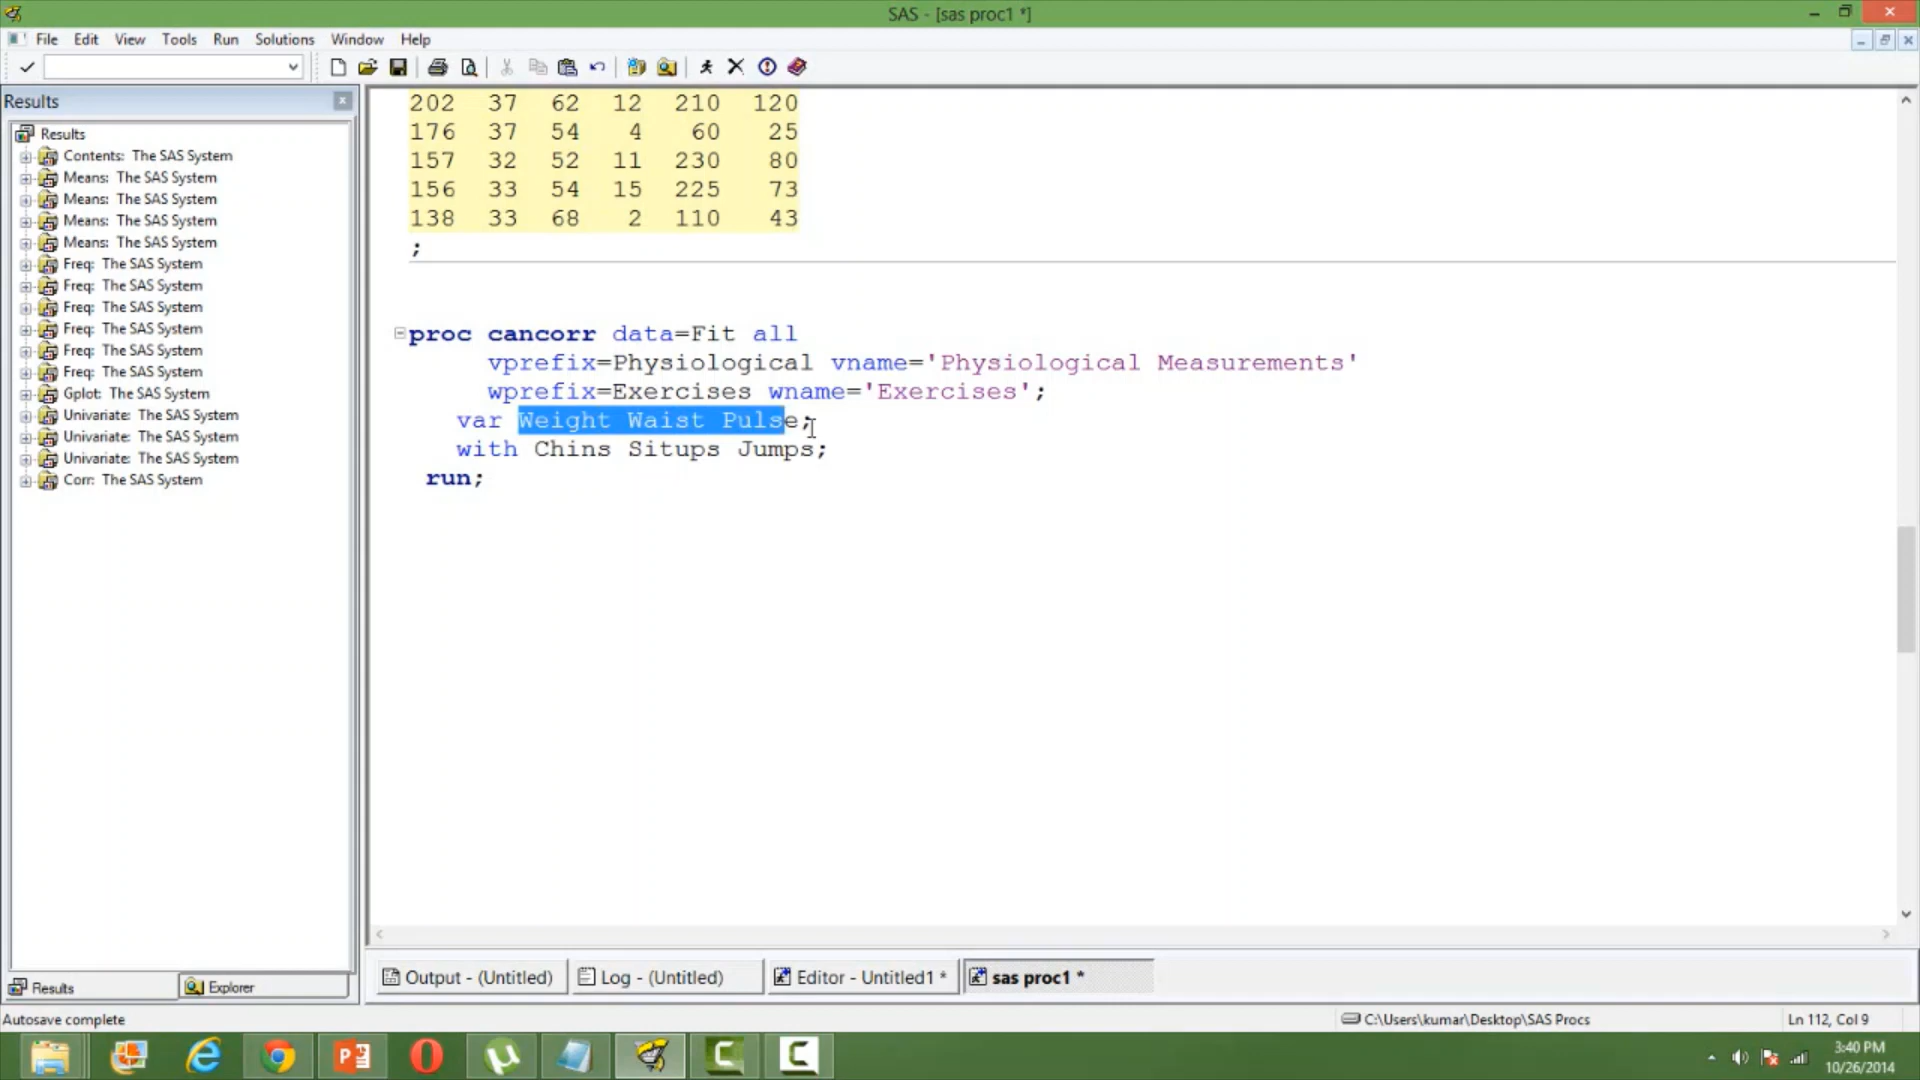 SAS - [sas proc1 *]
File Edit View Tools Run Solutions Window Help
Results
Results
Contents: The SAS System
Means: The SAS System
Means: The SAS System
Means: The SAS System
Means: The SAS System
Freq: The SAS System
Freq: The SAS System
Freq: The SAS System
Freq: The SAS System
Freq: The SAS System
Freq: The SAS System
Gplot: The SAS System
Univariate: The SAS System
Univariate: The SAS System
Univariate: The SAS System
Corr: The SAS System
202 37 62 12 210 120
176 37 54 4 60 25
157 32 52 11 230 80
156 33 54 15 225 73
138 33 68 2 110 43
;
proc cancorr data=Fit all
vprefix=Physiological vname='Physiological Measurements'
wprefix=Exercises wname='Exercises';
var Weight Waist Pulse;
with Chins Situps Jumps;
run;
Results Explorer
Output - (Untitled) Log - (Untitled) Editor - Untitled1 * sas proc1 *
Autosave complete C:\Users\kumar\Desktop\SAS Procs Ln 112, Col 9
3:40 PM
10/26/2014